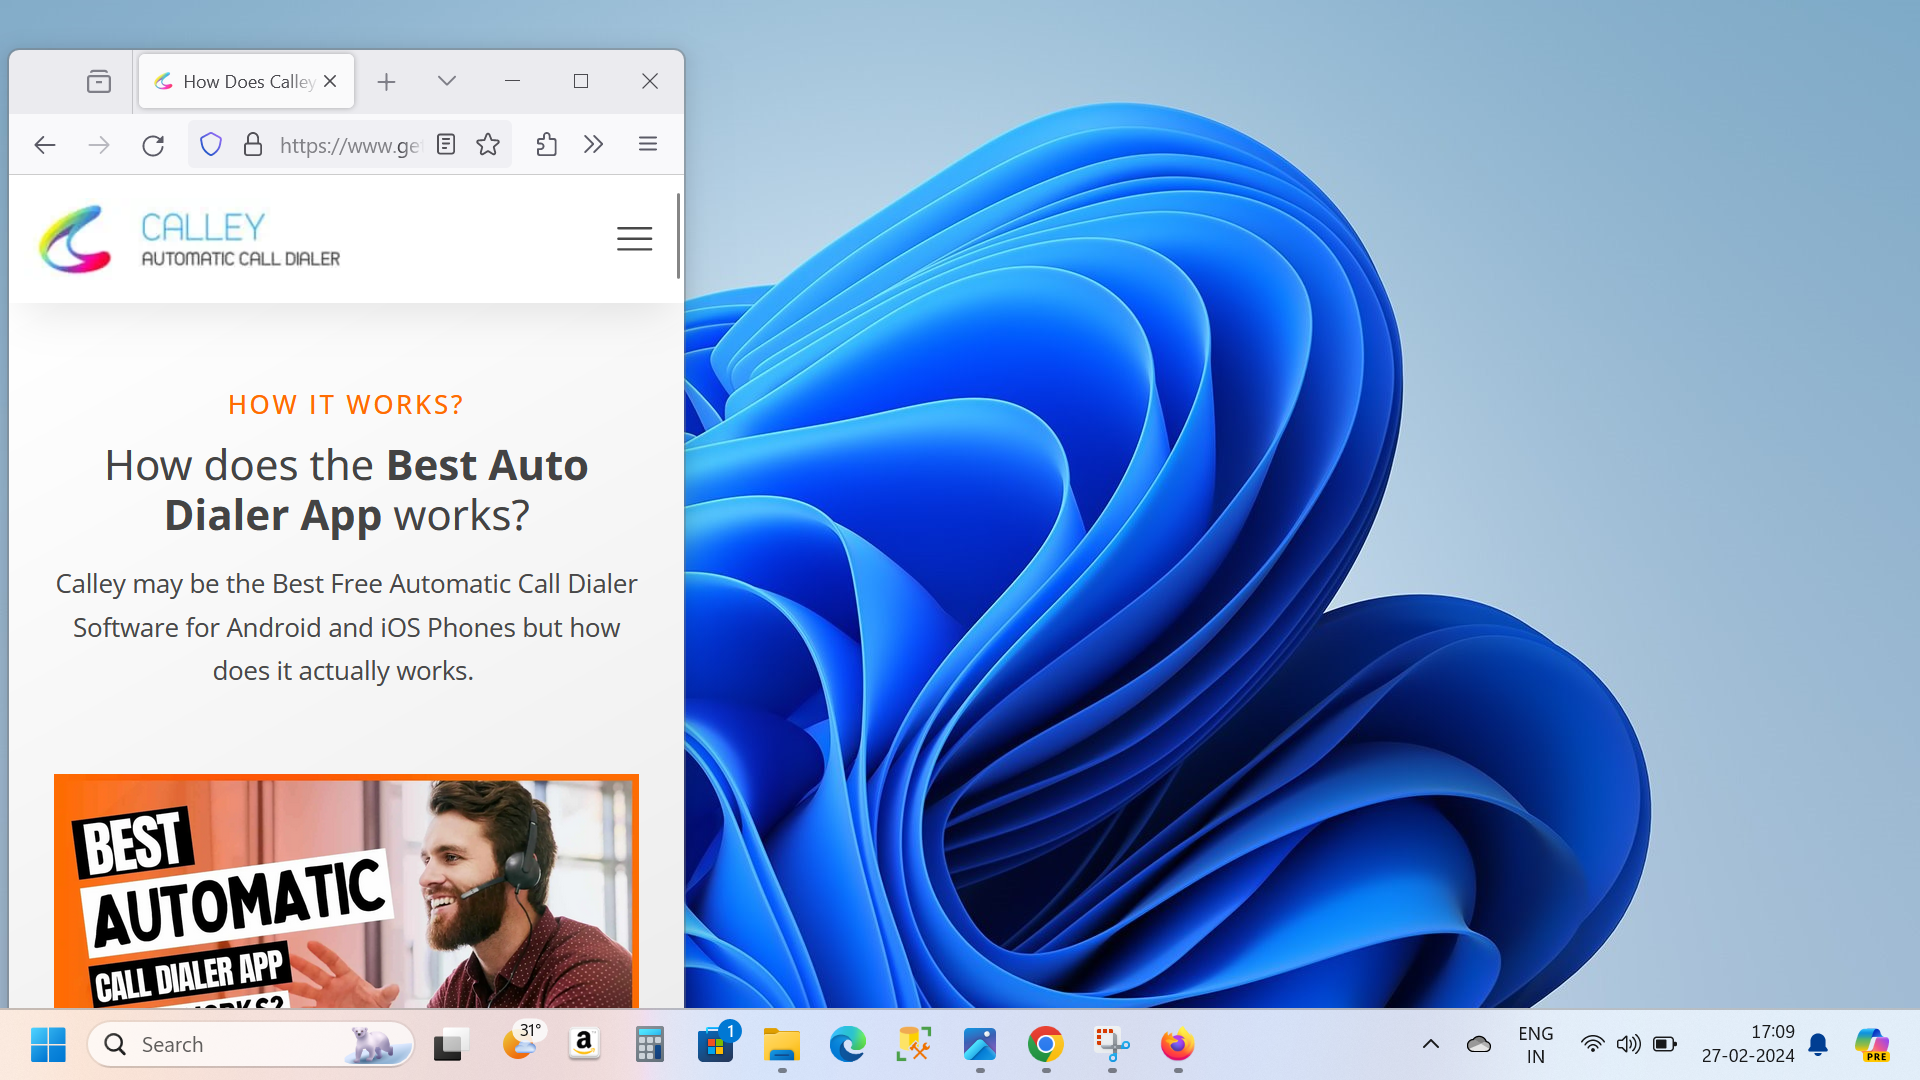 How Does Calley
https://www.ge
CALLEY
AUTOMATIC CALL DIALER
HOW IT WORKS?
How does the Best Auto
Dialer App works?
Calley may be the Best Free Automatic Call Dialer
Software for Android and iOS Phones but how
does it actually works.
BEST
AUTOMATIC
CALL DIALER APP
Search
31°
a
1
ENG
IN
17:09
27-02-2024
PRE